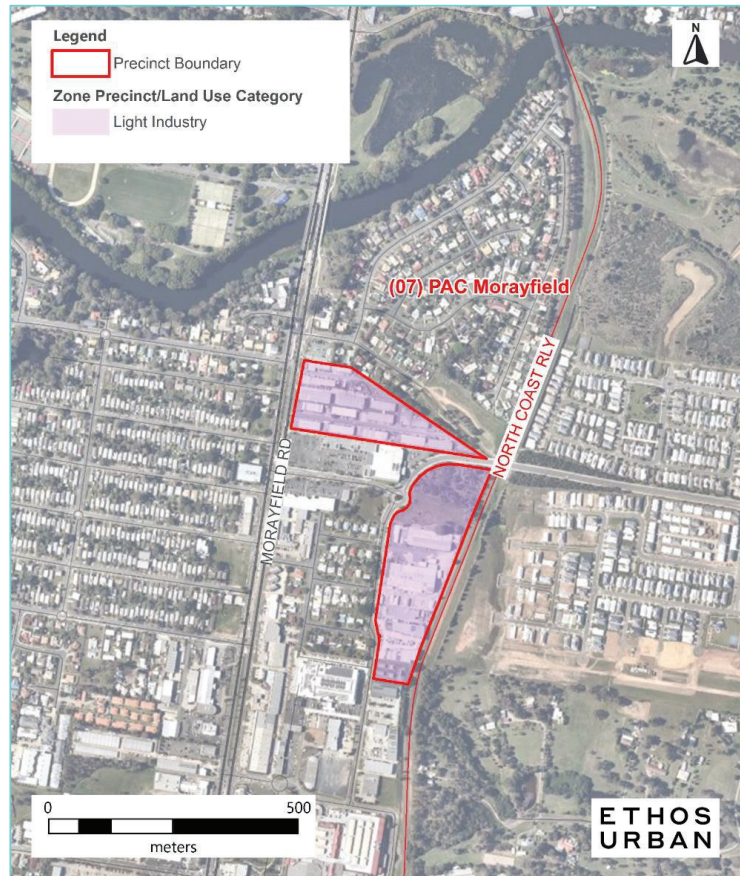 Legend
Precinct Boundary
Zone Precinct/Land Use Category
Light Industry
N
(07) PAC Morayfield
NORTH COAST RLY
MORAYFIELD RD
0 500
meters
ETHOS
URBAN